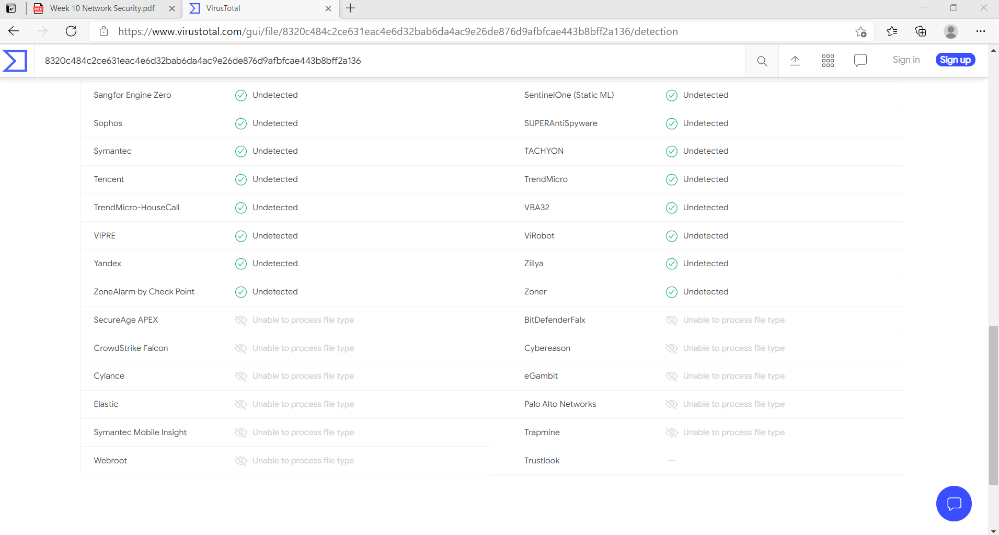 Week 10 Network Security.pdf
VirusTotal
https://www.virustotal.com/gui/file/8320c484c2ce631eac4e6d32bab6da4ac9e26de876d9afbfcae443b8bff2a136/detection
8320c484c2ce631eac4e6d32bab6da4ac9e26de876d9afbfcae443b8bff2a136
Sign in
Sign up
Sangfor Engine Zero Undetected SentinelOne (Static ML) Undetected
Sophos Undetected SUPERAntiSpyware Undetected
Symantec Undetected TACHYON Undetected
Tencent Undetected TrendMicro Undetected
TrendMicro-HouseCall Undetected VBA32 Undetected
VIPRE Undetected ViRobot Undetected
Yandex Undetected Zillya Undetected
ZoneAlarm by Check Point Undetected Zoner Undetected
SecureAge APEX Unable to process file type BitDefenderFalx Unable to process file type
CrowdStrike Falcon Unable to process file type Cybereason Unable to process file type
Cylance Unable to process file type eGambit Unable to process file type
Elastic Unable to process file type Palo Alto Networks Unable to process file type
Symantec Mobile Insight Unable to process file type Trapmine Unable to process file type
Webroot Unable to process file type Trustlook —